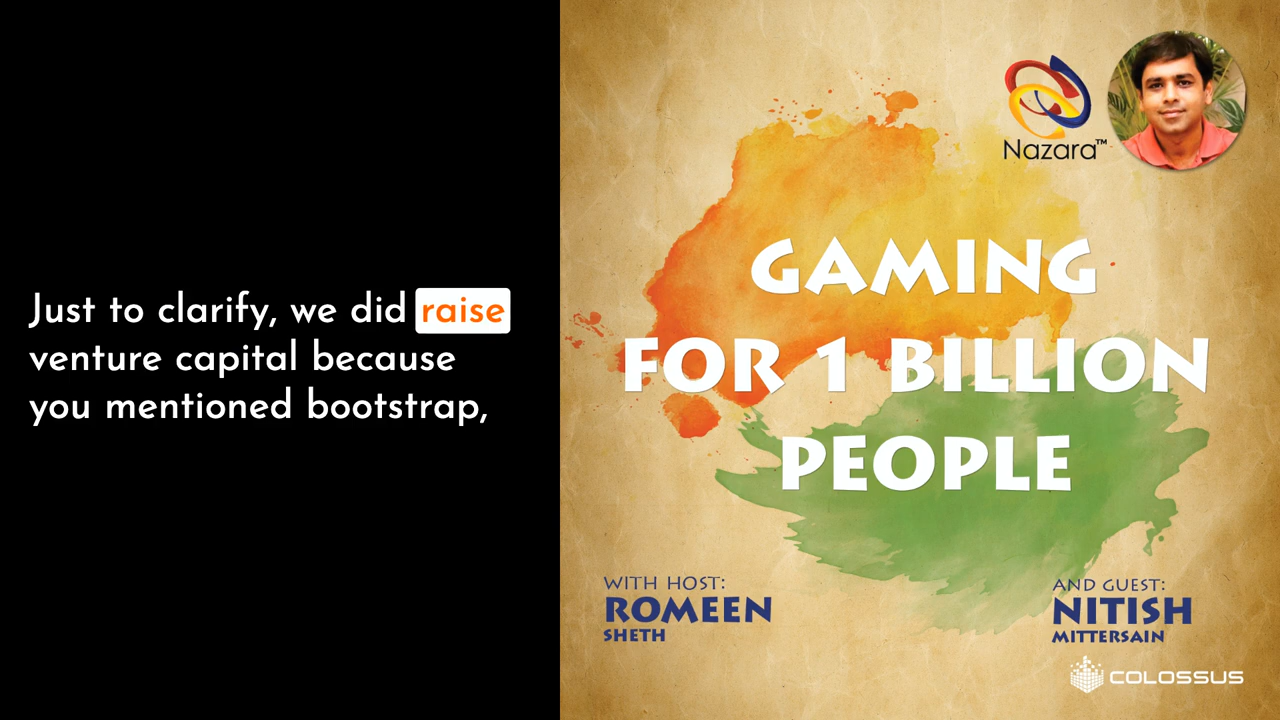 Just to clarify, we did raise
venture capital because
you mentioned bootstrap,
Nazara™
GAMING
FOR 1 BILLION
PEOPLE
WITH HOST:
ROMEEN
SHETH
AND GUEST:
NITISH
MITTERSAIN
COLOSSUS